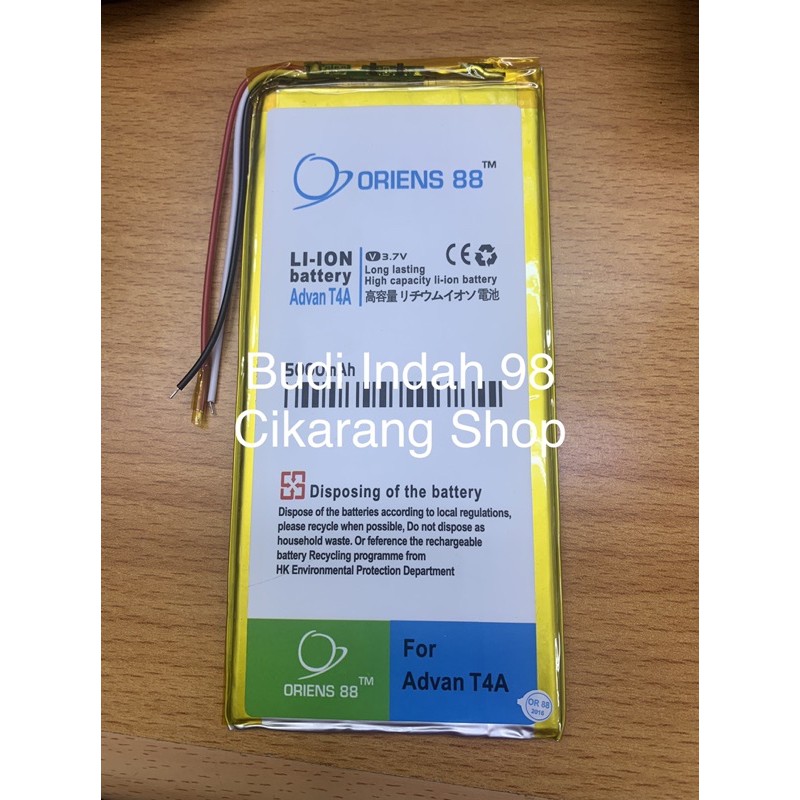 ORIENS 88™
LI-ION
battery
Advan T4A
V 3.7V
Long lasting
High capacity li-ion battery
高容量リチウムイオン電池
5000mAh
Budi Indah 98
Cikarang Shop
Disposing of the battery
Dispose of the batteries according to local regulations,
please recycle when possible, Do not dispose as
household waste. Or reference the rechargeable
battery Recycling programme from
HK Environmental Protection Department
ORIENS 88™
For
Advan T4A
OR 88
2016